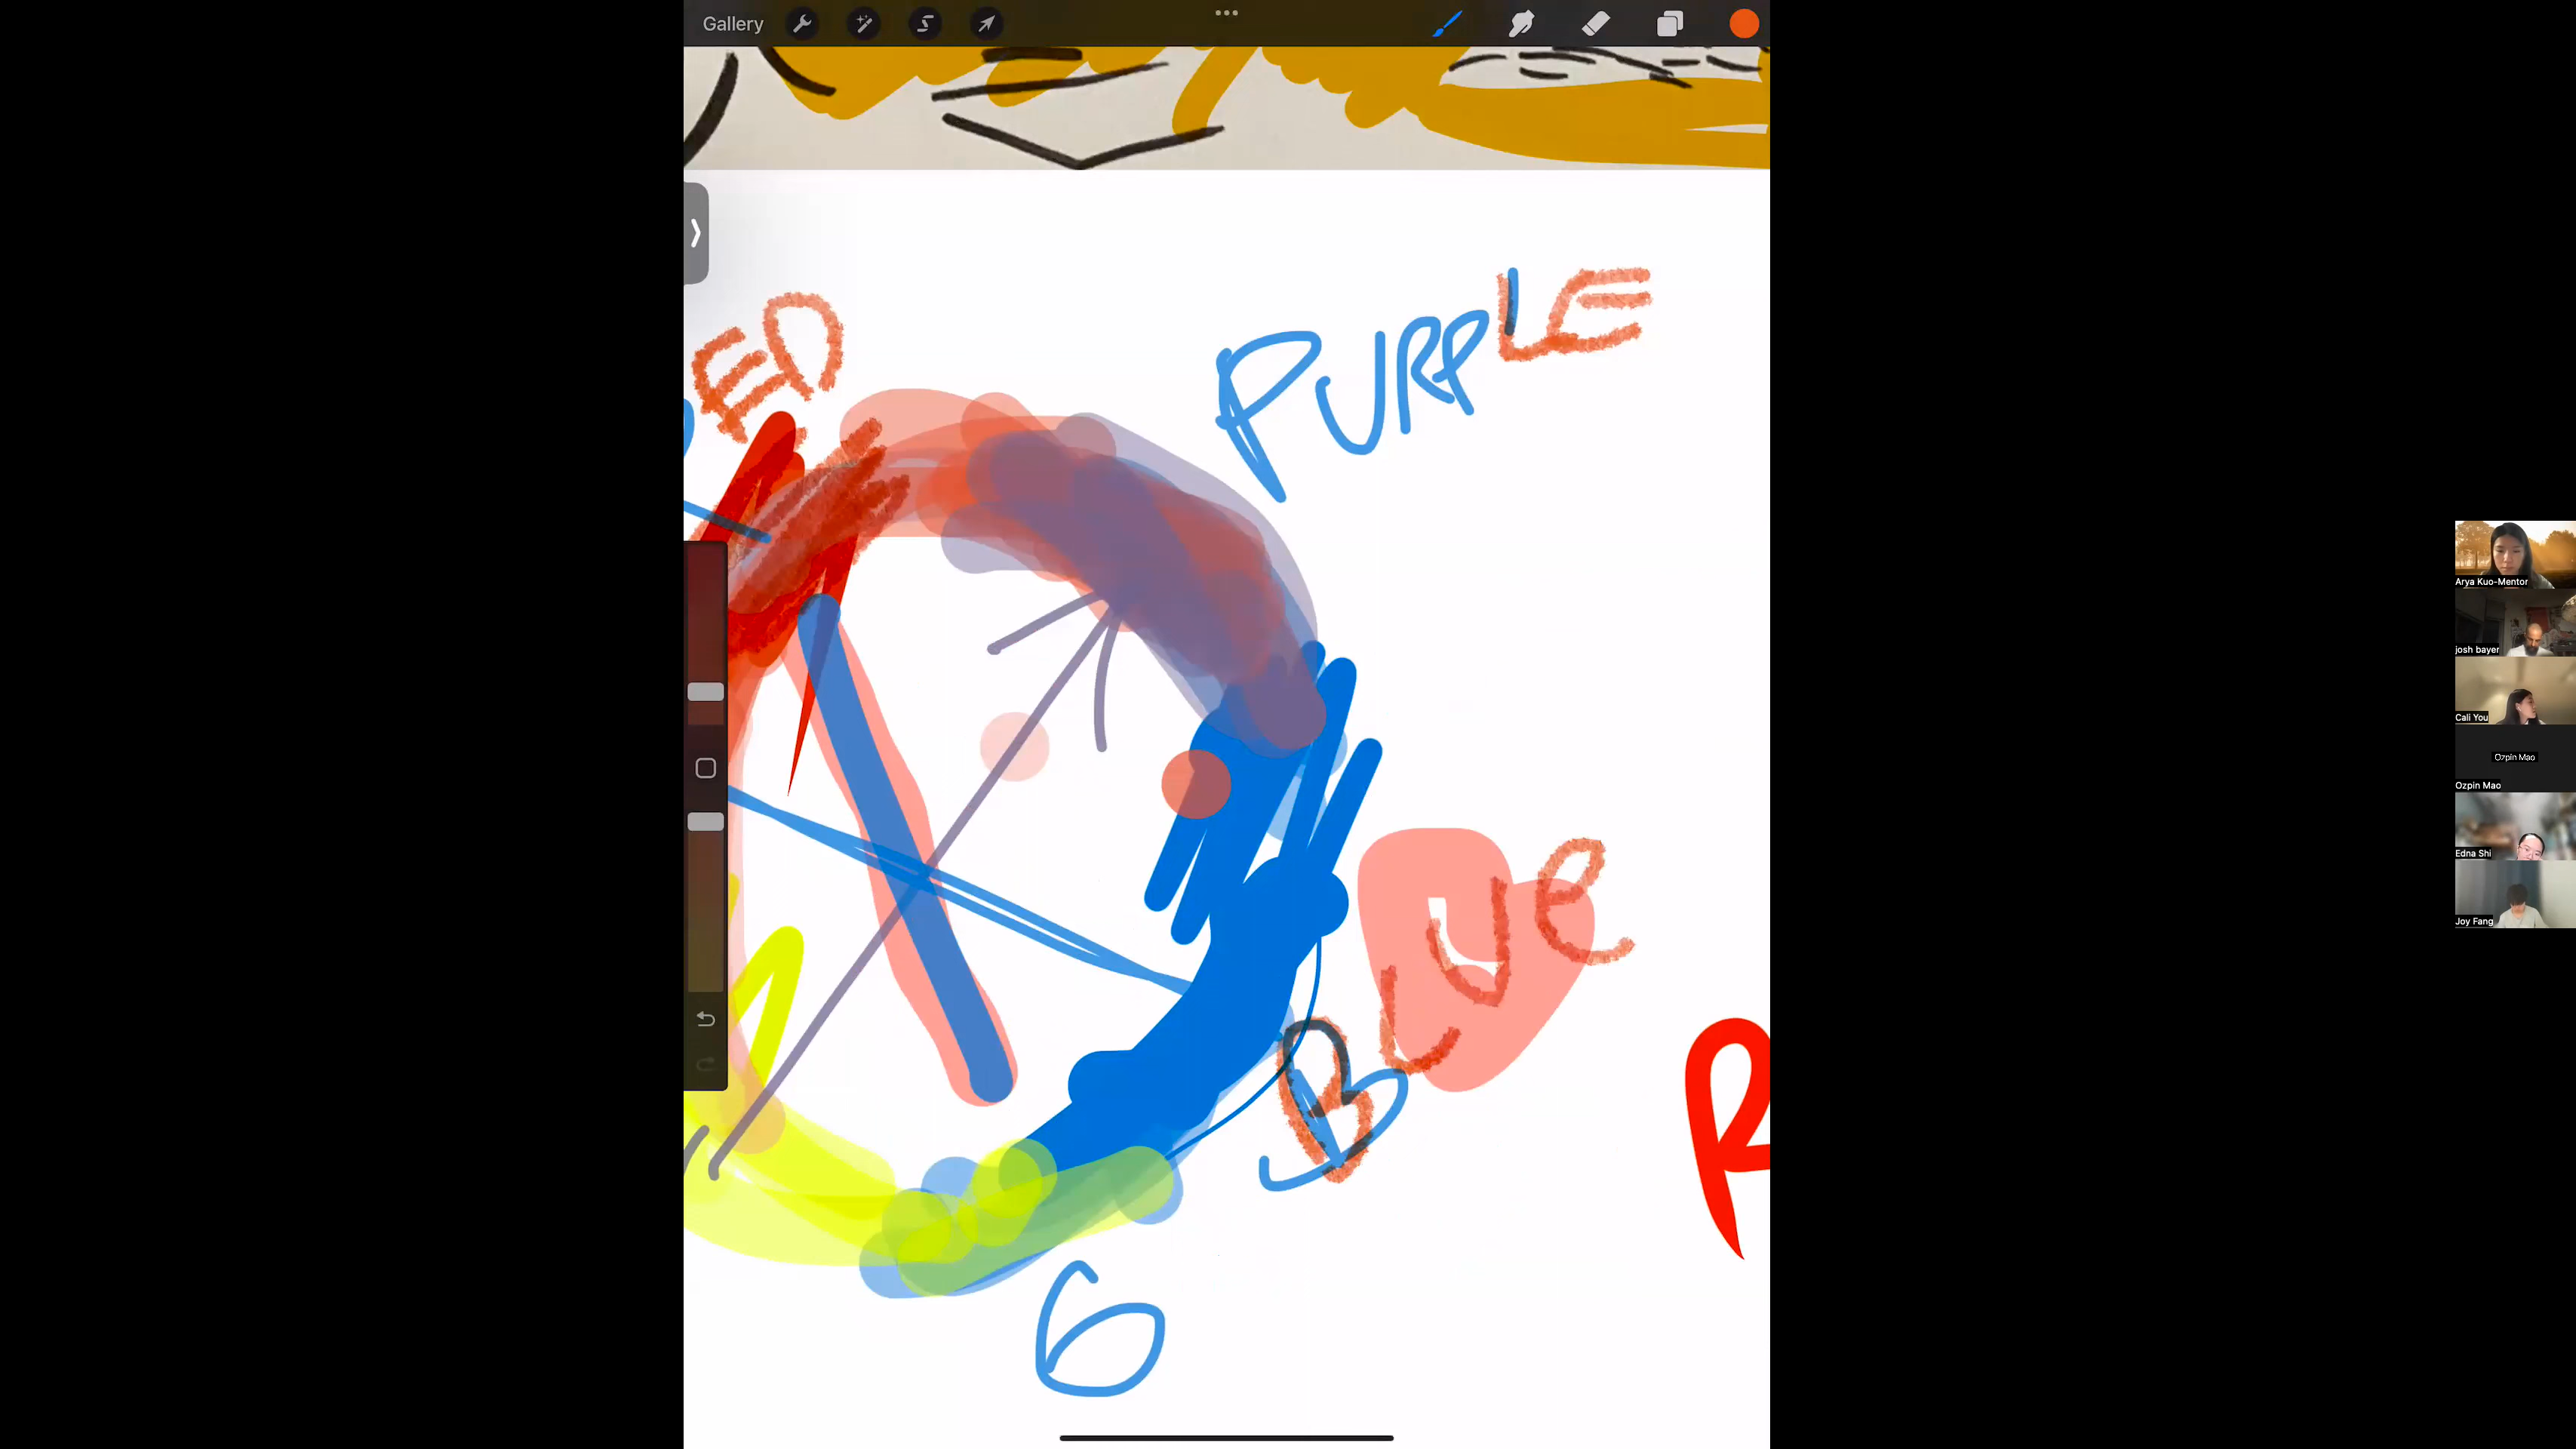 Gallery
ED
PURPLE
BLUE
R
6
Arya Kuo-Mentor
josh bayer
Cali You
Ozpin Mao
Ozpin Mao
Edna Shi
Joy Fang